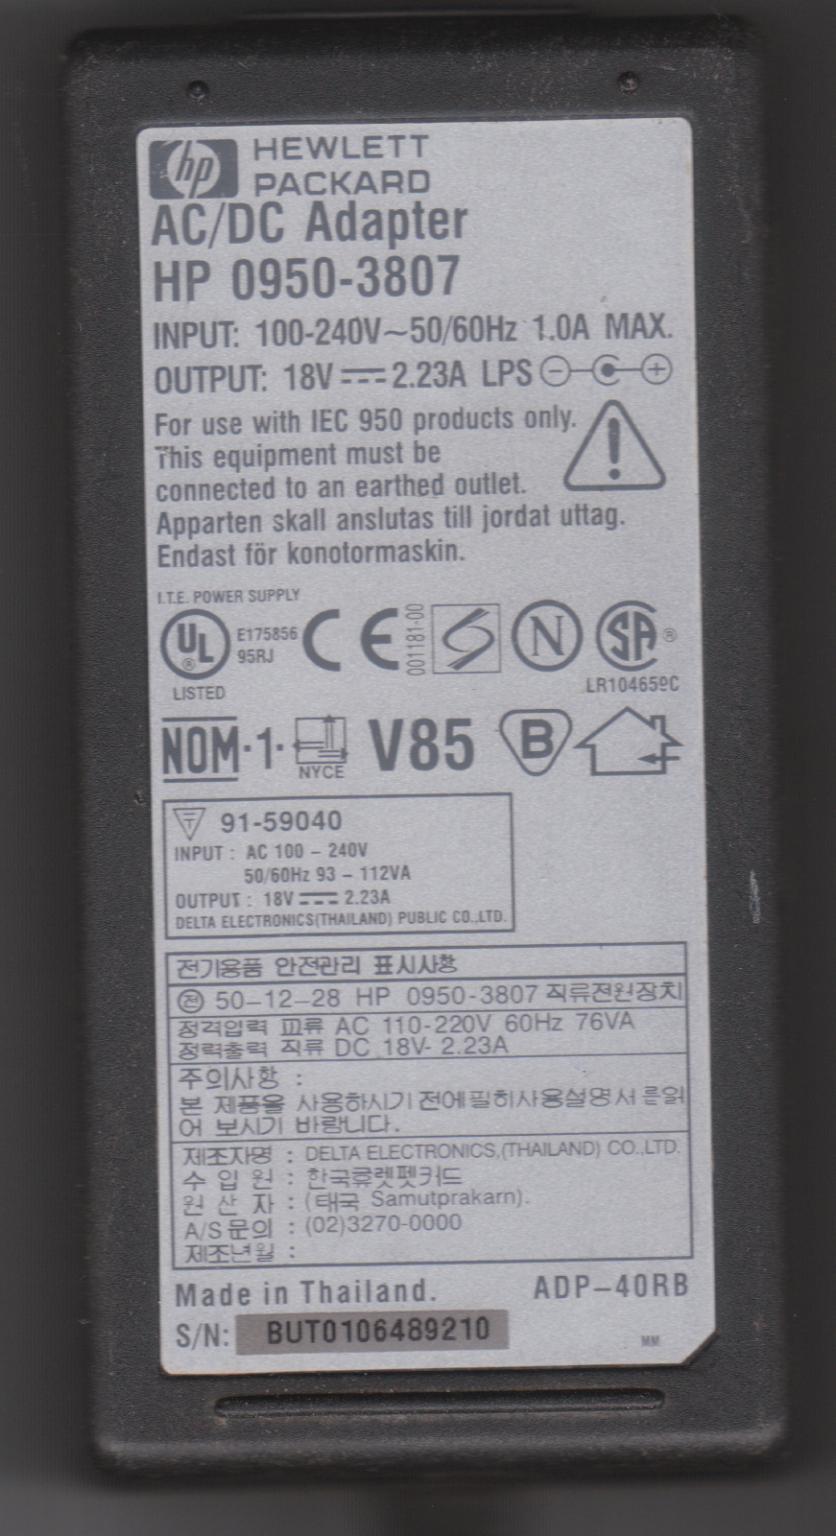 hp HEWLETT
PACKARD
AC/DC Adapter
HP 0950-3807
INPUT: 100-240V~50/60Hz 1.0A MAX.
OUTPUT: 18V⎓2.23A LPS
For use with IEC 950 products only.
This equipment must be
connected to an earthed outlet.
Apparten skall anslutas till jordat uttag.
Endast för konotormaskin.
I.T.E. POWER SUPPLY
UL® E175856 CE 001181-00 S N SA®
95RJ
LISTED LR104659C
NOM·1· NYCE V85 B
T 91-59040
INPUT : AC 100 – 240V
50/60Hz 93 – 112VA
OUTPUT : 18V⎓2.23A
DELTA ELECTRONICS(THAILAND) PUBLIC CO.,LTD.
전기용품 안전관리 표시사항
전 50-12-28 HP 0950-3807 직류전원장치
정격입력 교류 AC 110-220V 60Hz 76VA
정력출력 직류 DC 18V- 2.23A
주의사항 :
본 제품을 사용하시기 전에필히사용설명서 른읽
어 보시기 바랍니다.
제조자명 : DELTA ELECTRONICS,(THAILAND) CO.,LTD.
수 입 원 : 한국휴렛펫커드
원 산 자 : (태국 Samutprakarn).
A/S 문의 : (02)3270-0000
제조년월 :
Made in Thailand. ADP-40RB
S/N: BUT0106489210
MM